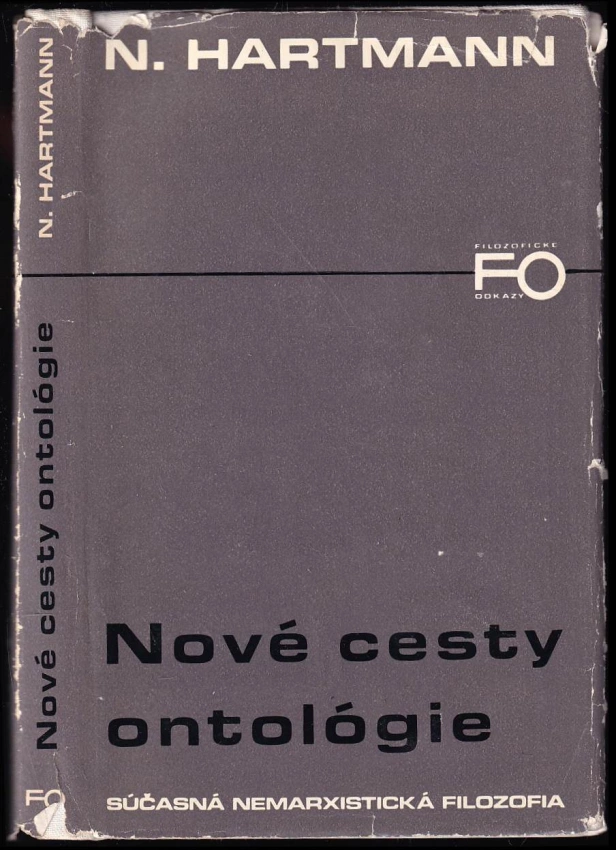 N. HARTMANN
FILOZOFICKÉ
FO
ODKAZY
Nové cesty
ontológie
SÚČASNÁ NEMARXISTICKÁ FILOZOFIA
N. HARTMANN
Nové cesty ontológie
FO